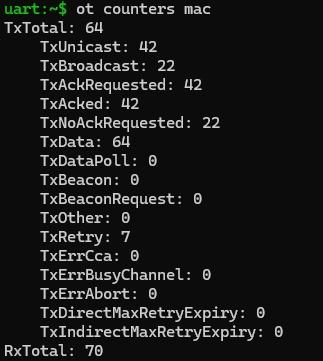 uart:~$ ot counters mac
TxTotal: 64
    TxUnicast: 42
    TxBroadcast: 22
    TxAckRequested: 42
    TxAcked: 42
    TxNoAckRequested: 22
    TxData: 64
    TxDataPoll: 0
    TxBeacon: 0
    TxBeaconRequest: 0
    TxOther: 0
    TxRetry: 7
    TxErrCca: 0
    TxErrBusyChannel: 0
    TxErrAbort: 0
    TxDirectMaxRetryExpiry: 0
    TxIndirectMaxRetryExpiry: 0
RxTotal: 70